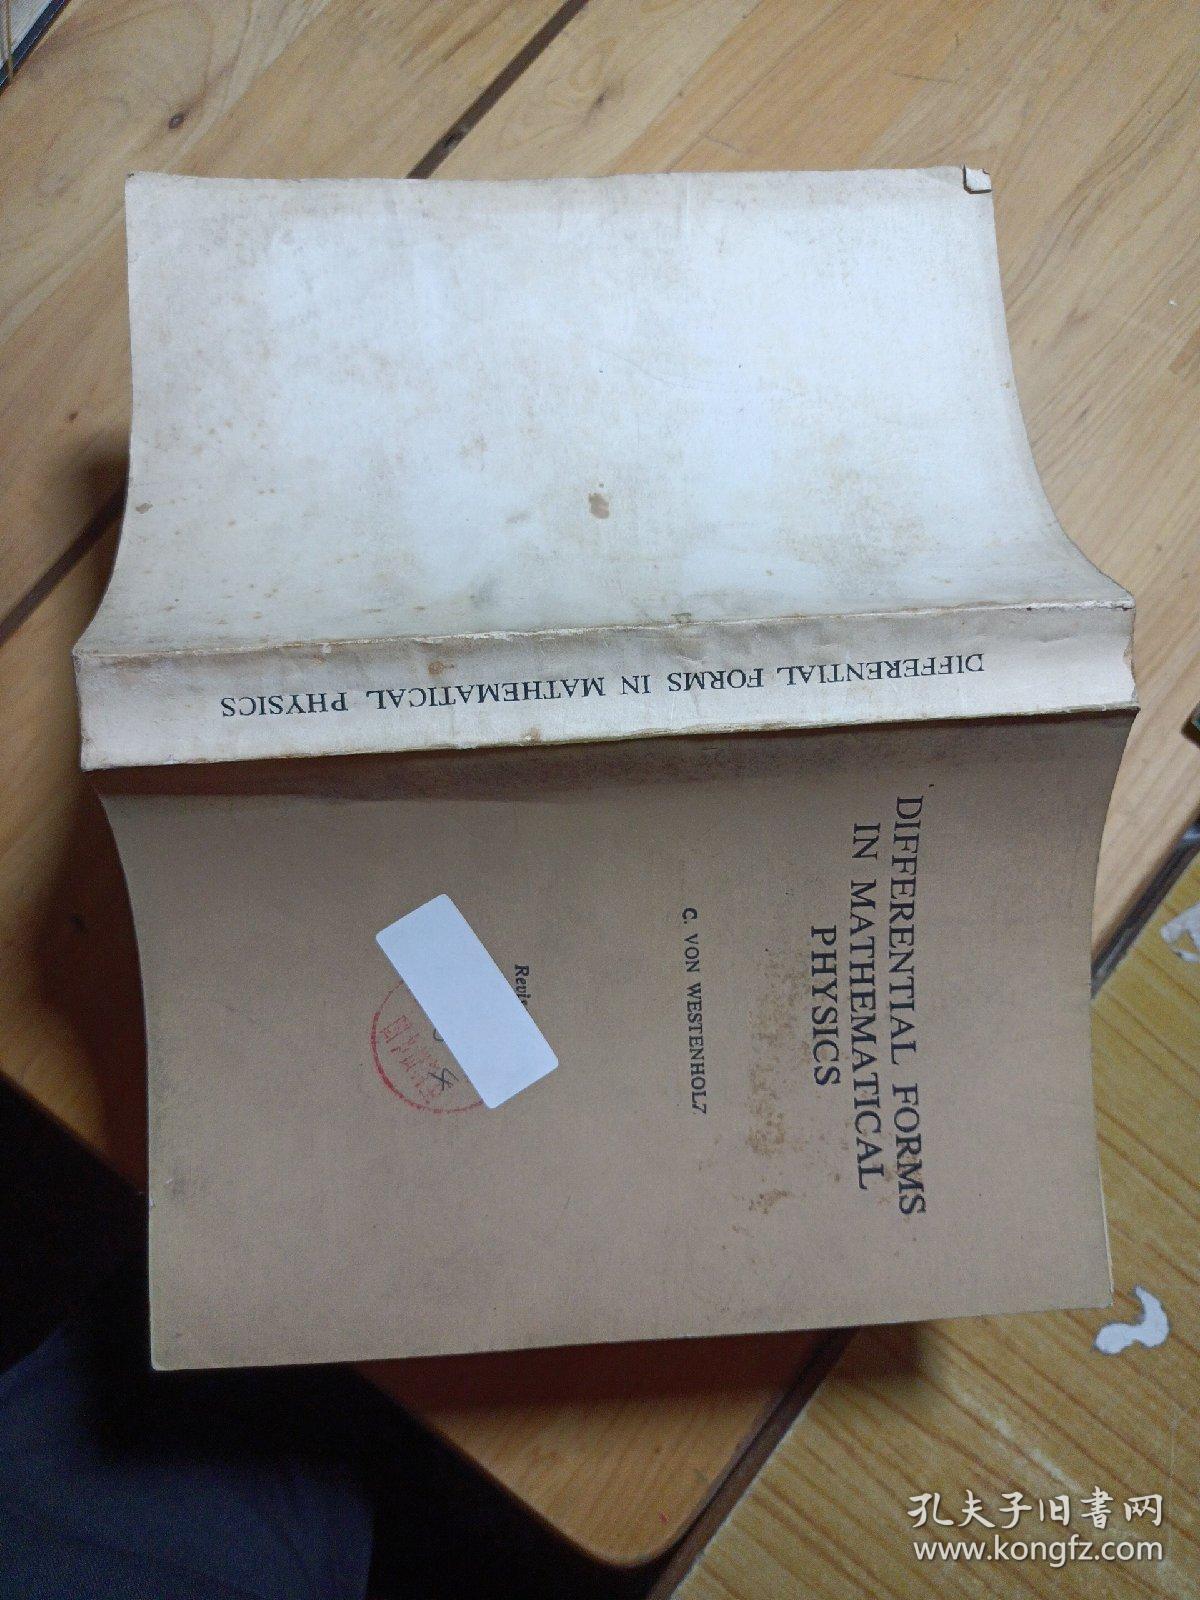 DIFFERENTIAL FORMS IN MATHEMATICAL PHYSICS
DIFFERENTIAL FORMS
IN MATHEMATICAL
PHYSICS
C. VON WESTENHOLZ
Revis
孔夫子旧书网
www.kongfz.com